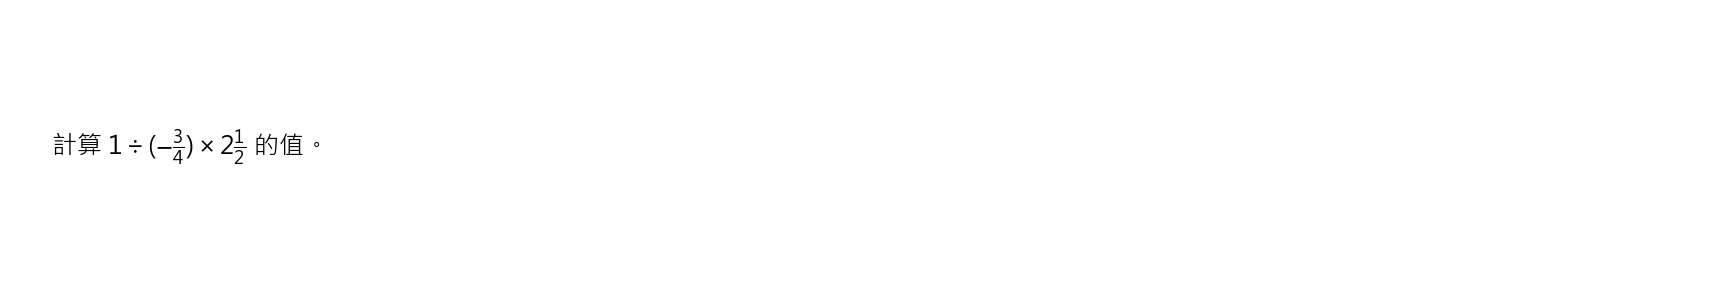 計算 1 ÷ (−3/4) × 2 1/2 的值。